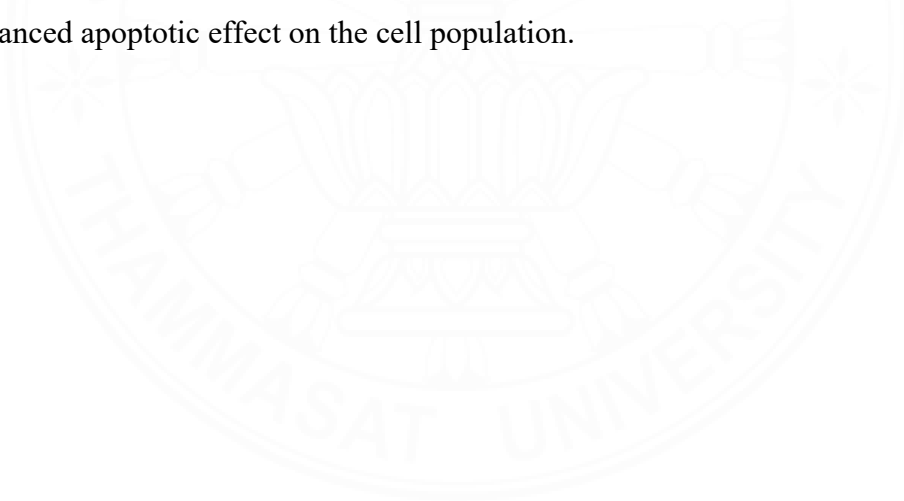 anced apoptotic effect on the cell population.
THAMMASAT UNIVERSITY